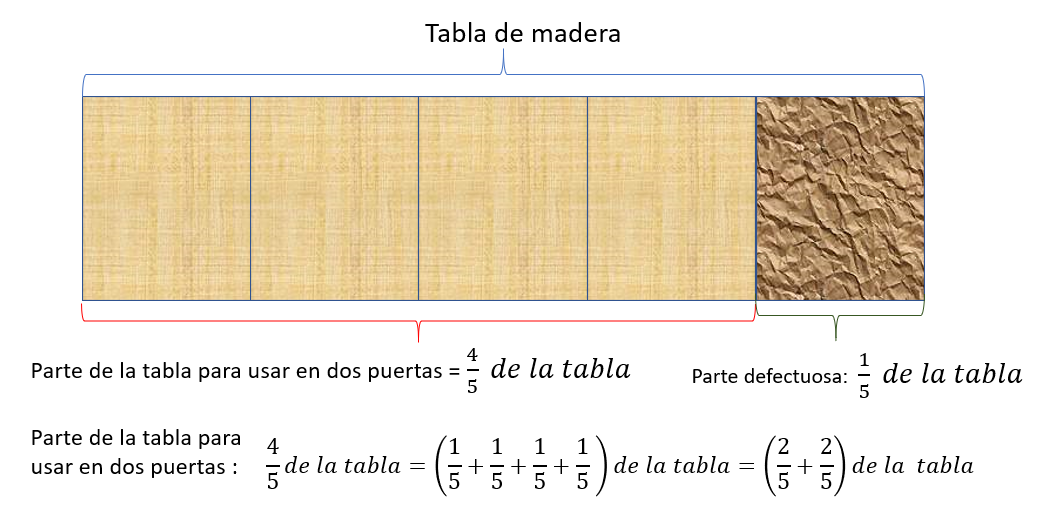 Tabla de madera
Parte de la tabla para usar en dos puertas = 4/5 de la tabla
Parte defectuosa: 1/5 de la tabla
Parte de la tabla para
usar en dos puertas : 4/5 de la tabla = (1/5 + 1/5 + 1/5 + 1/5) de la tabla = (2/5 + 2/5) de la tabla